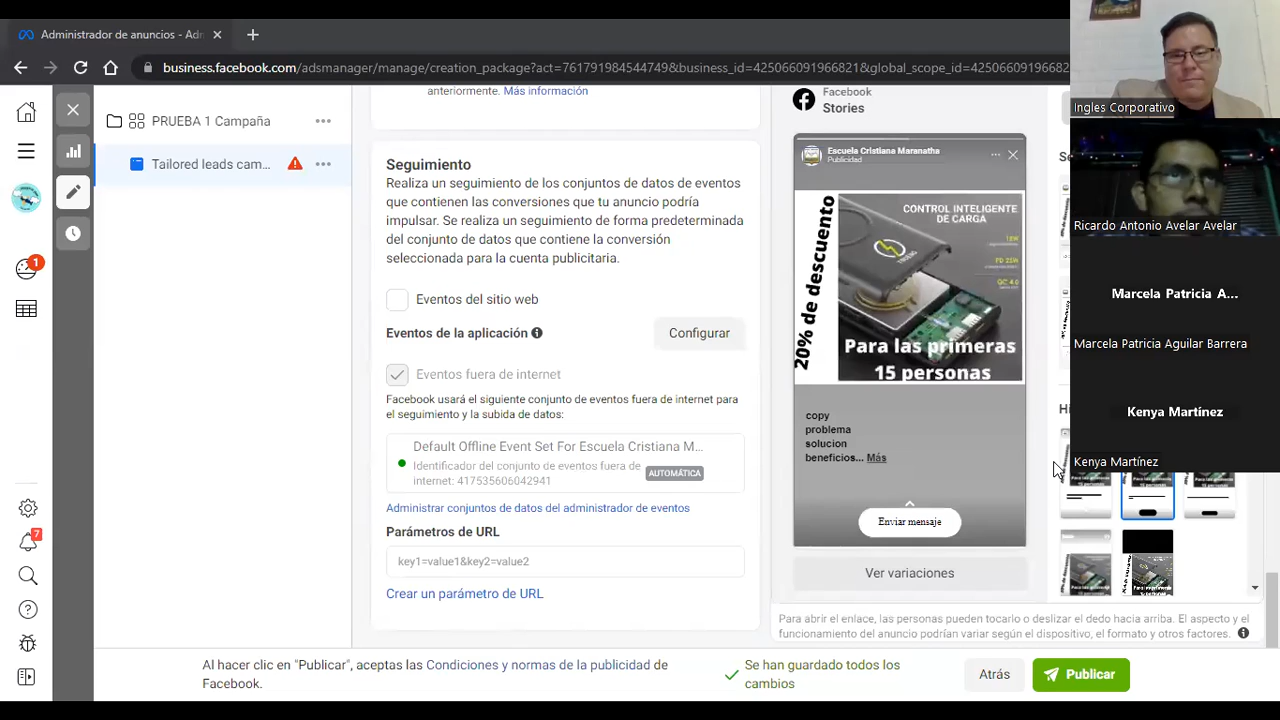 Administrador de anuncios - Adm
business.facebook.com/adsmanager/manage/creation_package?act=761791984544749&business_id=425066091966821&global_scope_id=42506609196682
PRUEBA 1 Campaña
Tailored leads cam...
anteriormente. Más información
Seguimiento
Realiza un seguimiento de los conjuntos de datos de eventos
que contienen las conversiones que tu anuncio podría
impulsar. Se realiza un seguimiento de forma predeterminada
del conjunto de datos que contiene la conversión
seleccionada para la cuenta publicitaria.
Eventos del sitio web
Eventos de la aplicación
Configurar
Eventos fuera de internet
Facebook usará el siguiente conjunto de eventos fuera de internet para
el seguimiento y la subida de datos:
Default Offline Event Set For Escuela Cristiana M...
Identificador del conjunto de eventos fuera de
internet: 417535606042941
AUTOMÁTICA
Administrar conjuntos de datos del administrador de eventos
Parámetros de URL
key1=value1&key2=value2
Crear un parámetro de URL
Facebook
Stories
Escuela Cristiana Maranatha
Publicidad
20% de descuento
CONTROL INTELIGENTE
DE CARGA
Para las primeras
15 personas
copy
problema
solucion
beneficios... Más
Enviar mensaje
Ver variaciones
Para abrir el enlace, las personas pueden tocarlo o deslizar el dedo hacia arriba. El aspecto y el
funcionamiento del anuncio podrían variar según el dispositivo, el formato y otros factores.
Al hacer clic en "Publicar", aceptas las Condiciones y normas de la publicidad de
Facebook.
Se han guardado todos los
cambios
Atrás
Publicar
1
7
Ingles Corporativo
Ricardo Antonio Avelar Avelar
Marcela Patricia A...
Marcela Patricia Aguilar Barrera
Kenya Martínez
Kenya Martínez